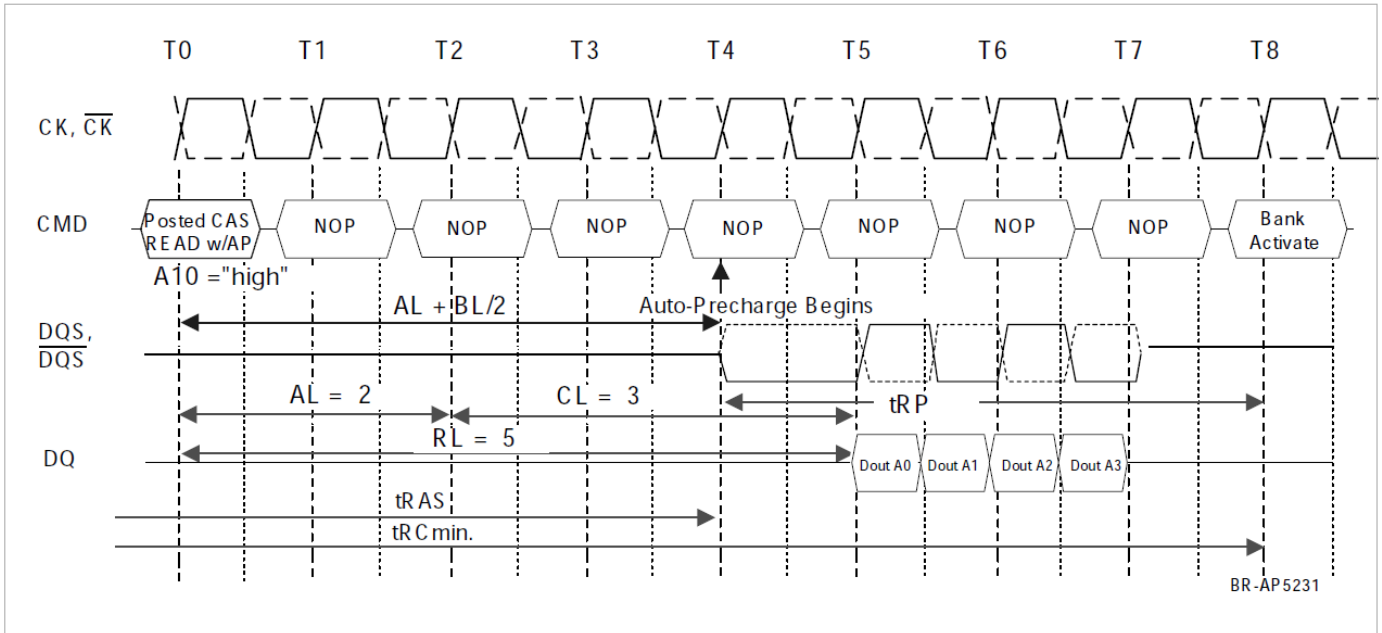 T0 T1 T2 T3 T4 T5 T6 T7 T8
CK, CK
CMD
Posted CAS
READ w/AP
NOP NOP NOP NOP NOP NOP NOP
Bank
Activate
A10 ="high"
AL + BL/2
Auto-Precharge Begins
DQS,
DQS
AL = 2
CL = 3
tRP
RL = 5
DQ
Dout A0 Dout A1 Dout A2 Dout A3
tRAS
tRCmin.
BR-AP5231